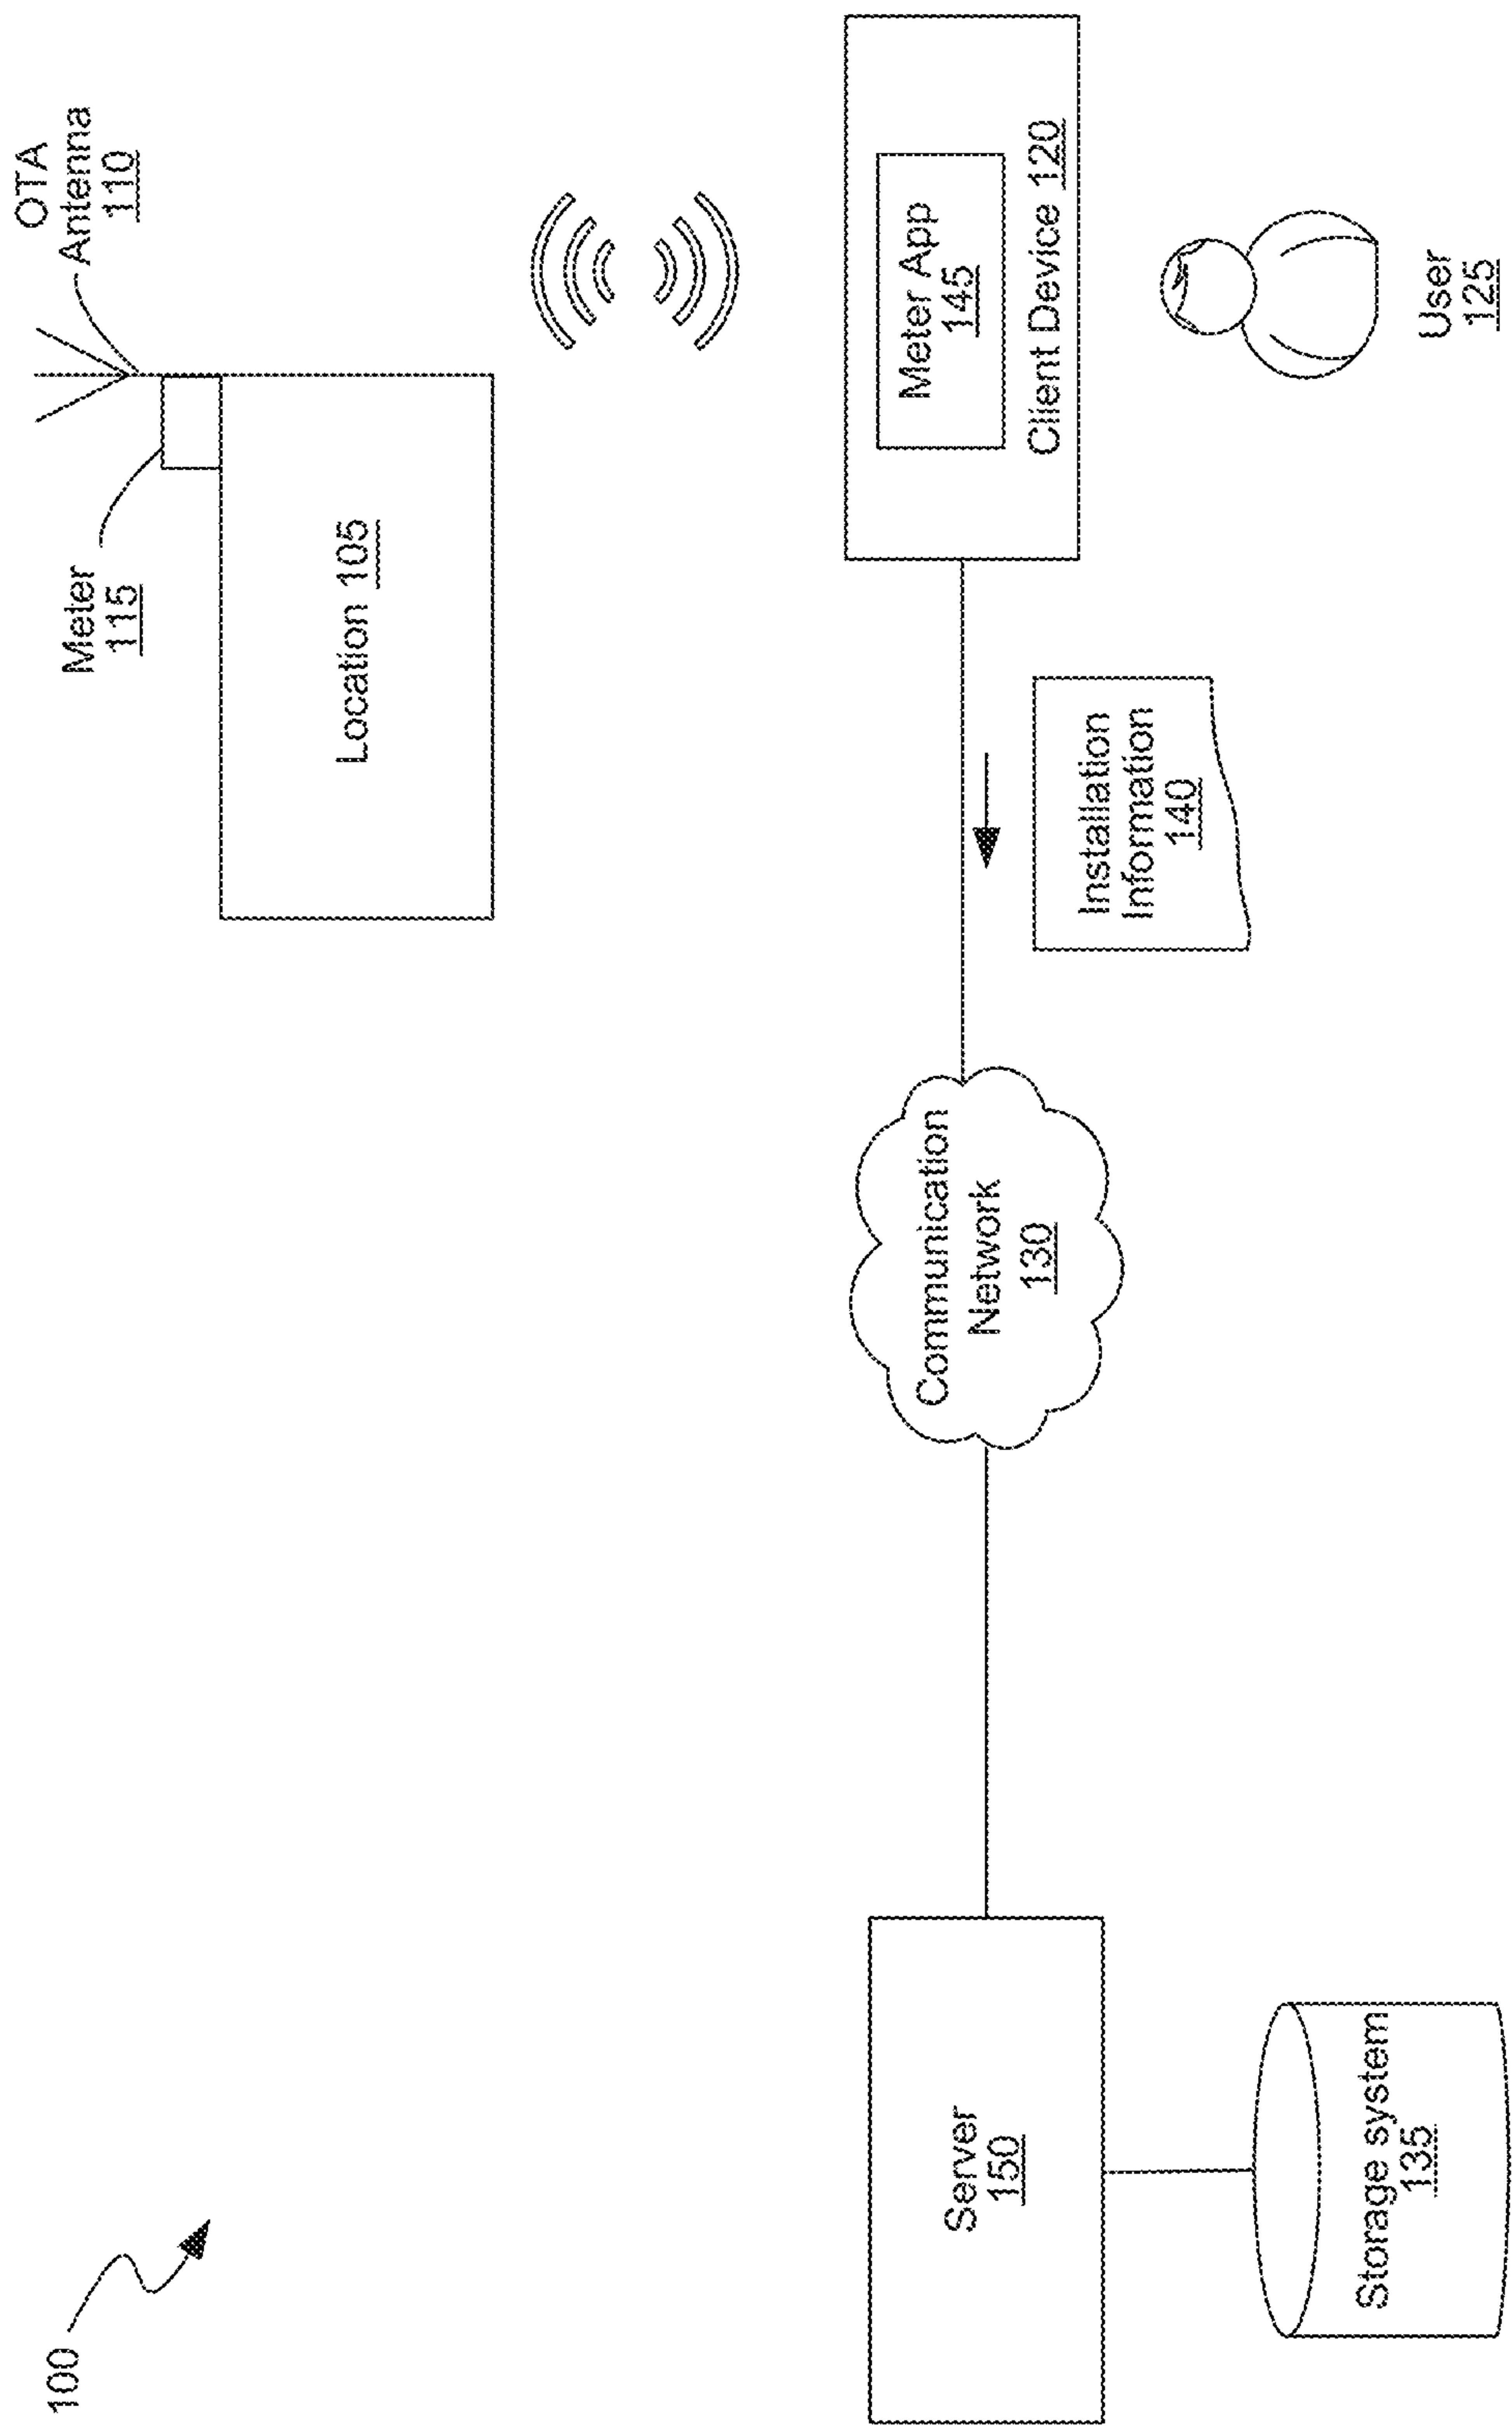 100
OTA
Antenna
110
Meter
115
Location 105
Server
150
Storage system
135
Communication
Network
130
Installation
Information
140
Meter App
145
Client Device 120
User
125